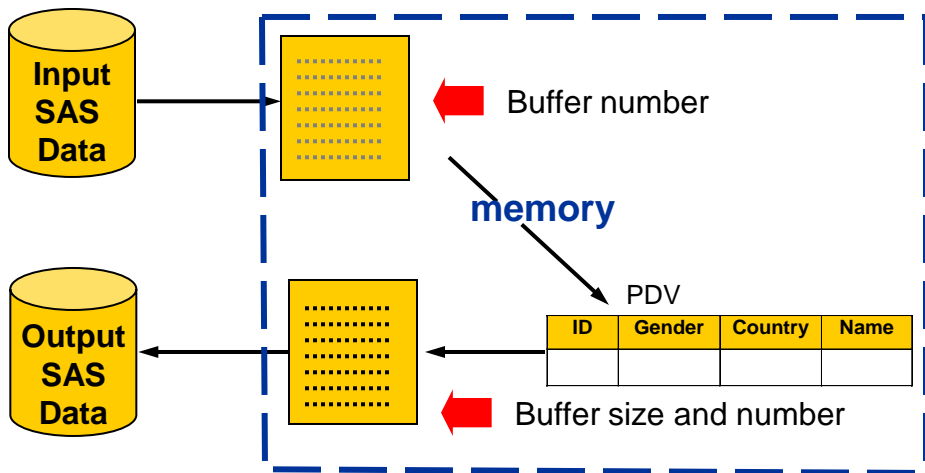 Input
SAS
Data
Buffer number
memory
PDV
ID Gender Country Name
Output
SAS
Data
Buffer size and number